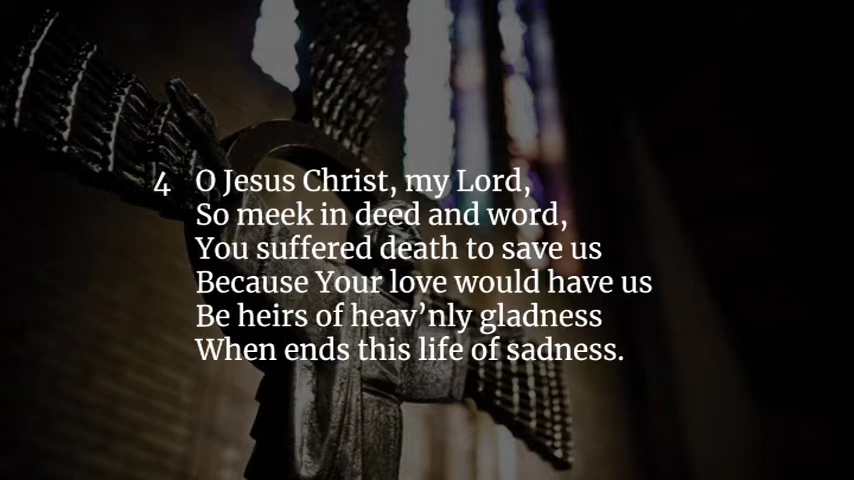 4 O Jesus Christ, my Lord,
So meek in deed and word,
You suffered death to save us
Because Your love would have us
Be heirs of heav’nly gladness
When ends this life of sadness.